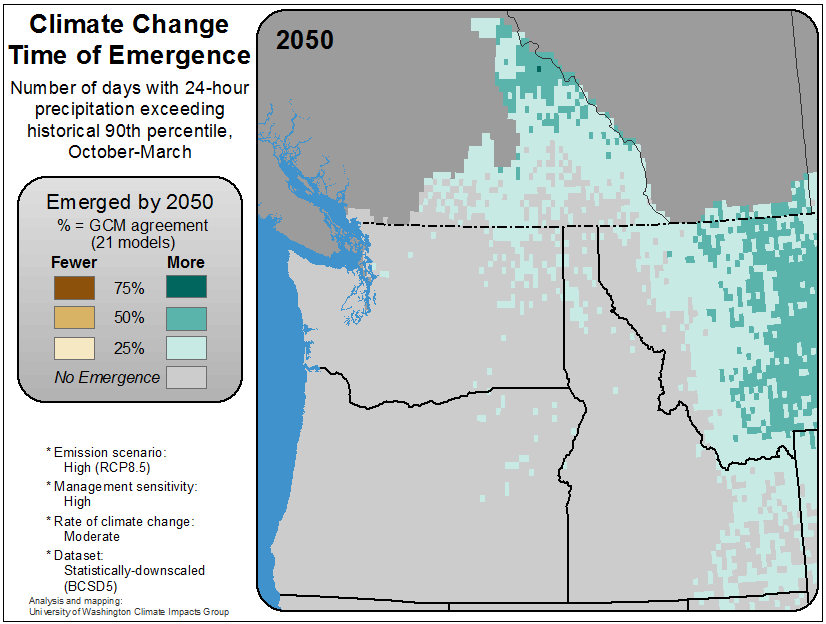 Climate Change
Time of Emergence
Number of days with 24-hour
precipitation exceeding
historical 90th percentile,
October-March
Emerged by 2050
% = GCM agreement
(21 models)
Fewer More
75%
50%
25%
No Emergence
* Emission scenario:
High (RCP8.5)
* Management sensitivity:
High
* Rate of climate change:
Moderate
* Dataset:
Statistically-downscaled
(BCSD5)
Analysis and mapping:
University of Washington Climate Impacts Group
2050